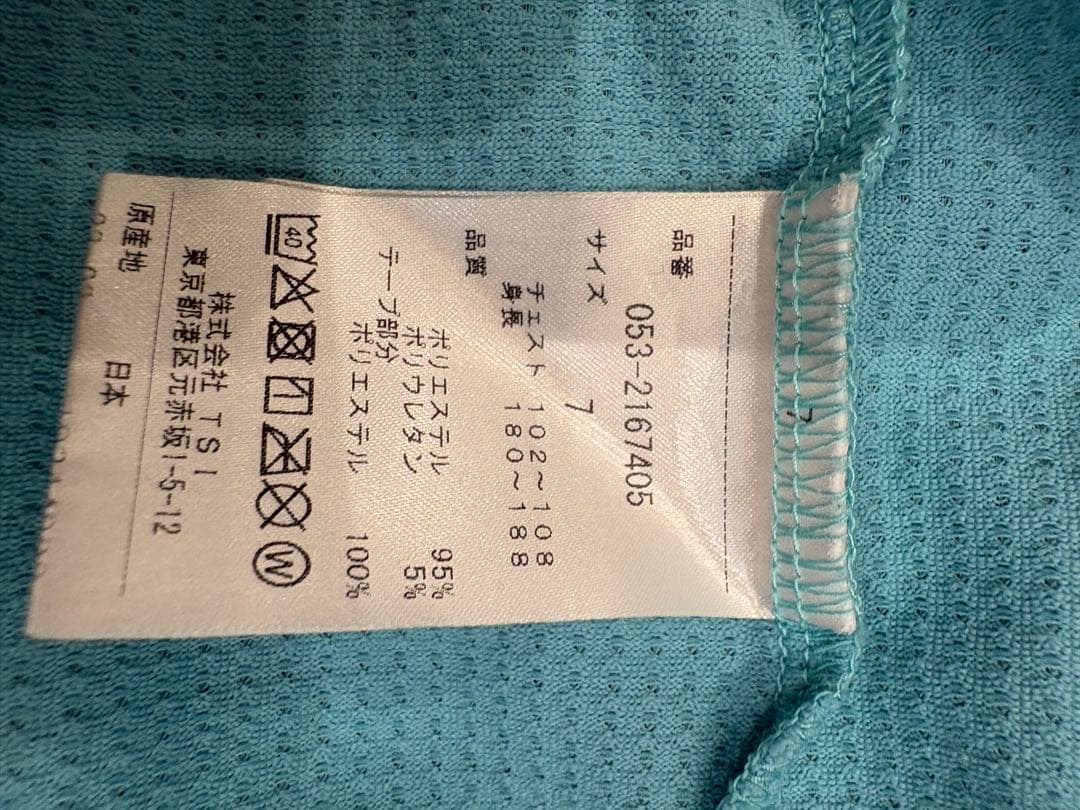 7
品番
053-2167405
サイズ
7
チェスト 102～108
身長 180～188
品質
ポリエステル 95%
ポリウレタン 5%
テープ部分
ポリエステル 100%
40
W
株式会社 TSI
東京都港区元赤坂1-5-12
原産地
日本